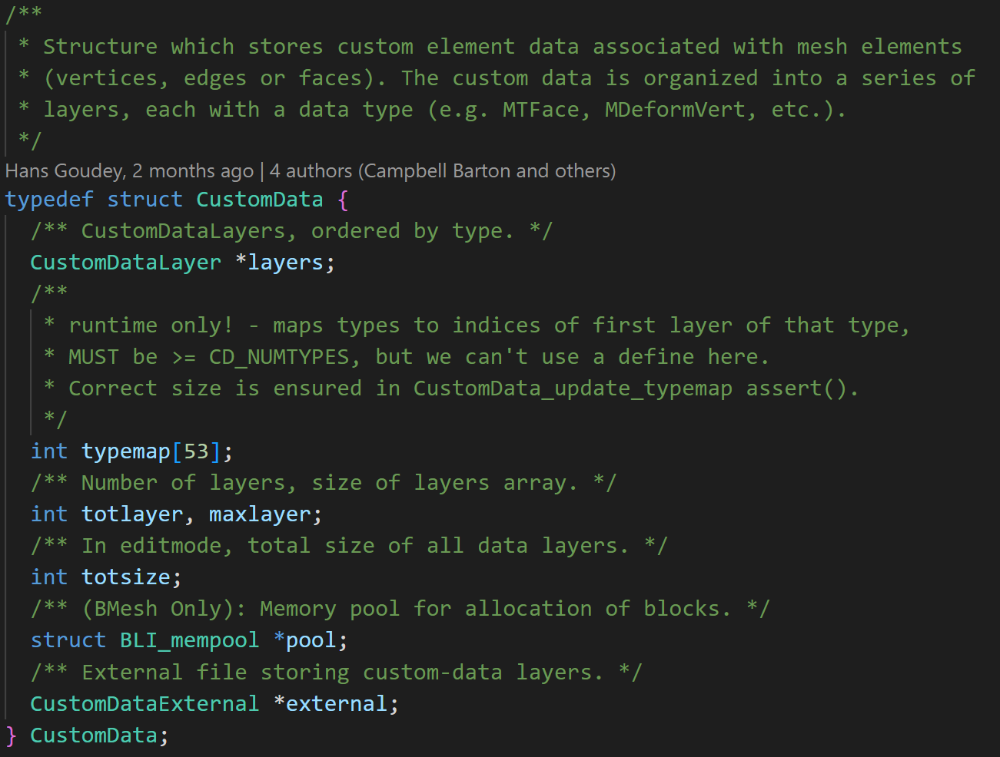 /**
 * Structure which stores custom element data associated with mesh elements
 * (vertices, edges or faces). The custom data is organized into a series of
 * layers, each with a data type (e.g. MTFace, MDeformVert, etc.).
 */
Hans Goudey, 2 months ago | 4 authors (Campbell Barton and others)
typedef struct CustomData {
  /** CustomDataLayers, ordered by type. */
  CustomDataLayer *layers;
  /**
   * runtime only! - maps types to indices of first layer of that type,
   * MUST be >= CD_NUMTYPES, but we can't use a define here.
   * Correct size is ensured in CustomData_update_typemap assert().
   */
  int typemap[53];
  /** Number of layers, size of layers array. */
  int totlayer, maxlayer;
  /** In editmode, total size of all data layers. */
  int totsize;
  /** (BMesh Only): Memory pool for allocation of blocks. */
  struct BLI_mempool *pool;
  /** External file storing custom-data layers. */
  CustomDataExternal *external;
} CustomData;